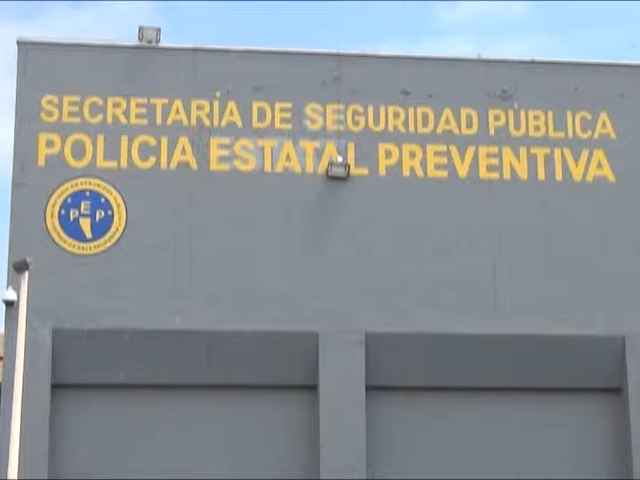 SECRETARÍA DE SEGURIDAD PÚBLICA
POLICIA ESTATAL PREVENTIVA
PEP